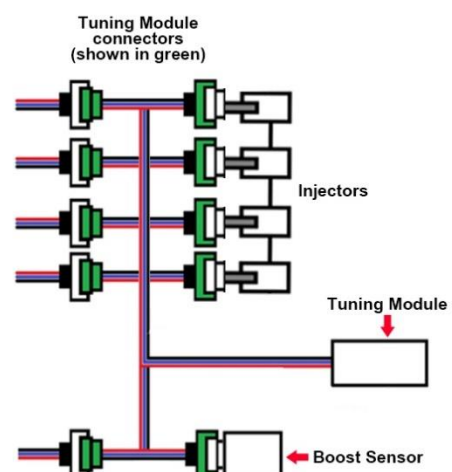 Tuning Module
connectors
(shown in green)
Injectors
Tuning Module
Boost Sensor